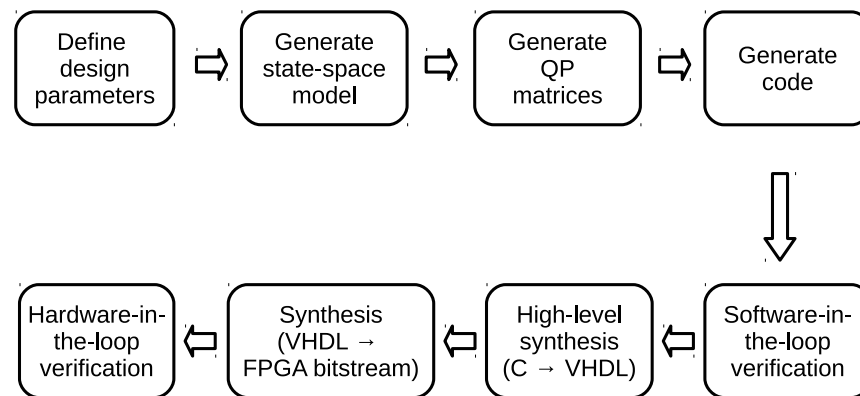 Define
design
parameters
Generate
state-space
model
Generate
QP
matrices
Generate
code
Hardware-in-
the-loop
verification
Synthesis
(VHDL →
FPGA bitstream)
High-level
synthesis
(C → VHDL)
Software-in-
the-loop
verification